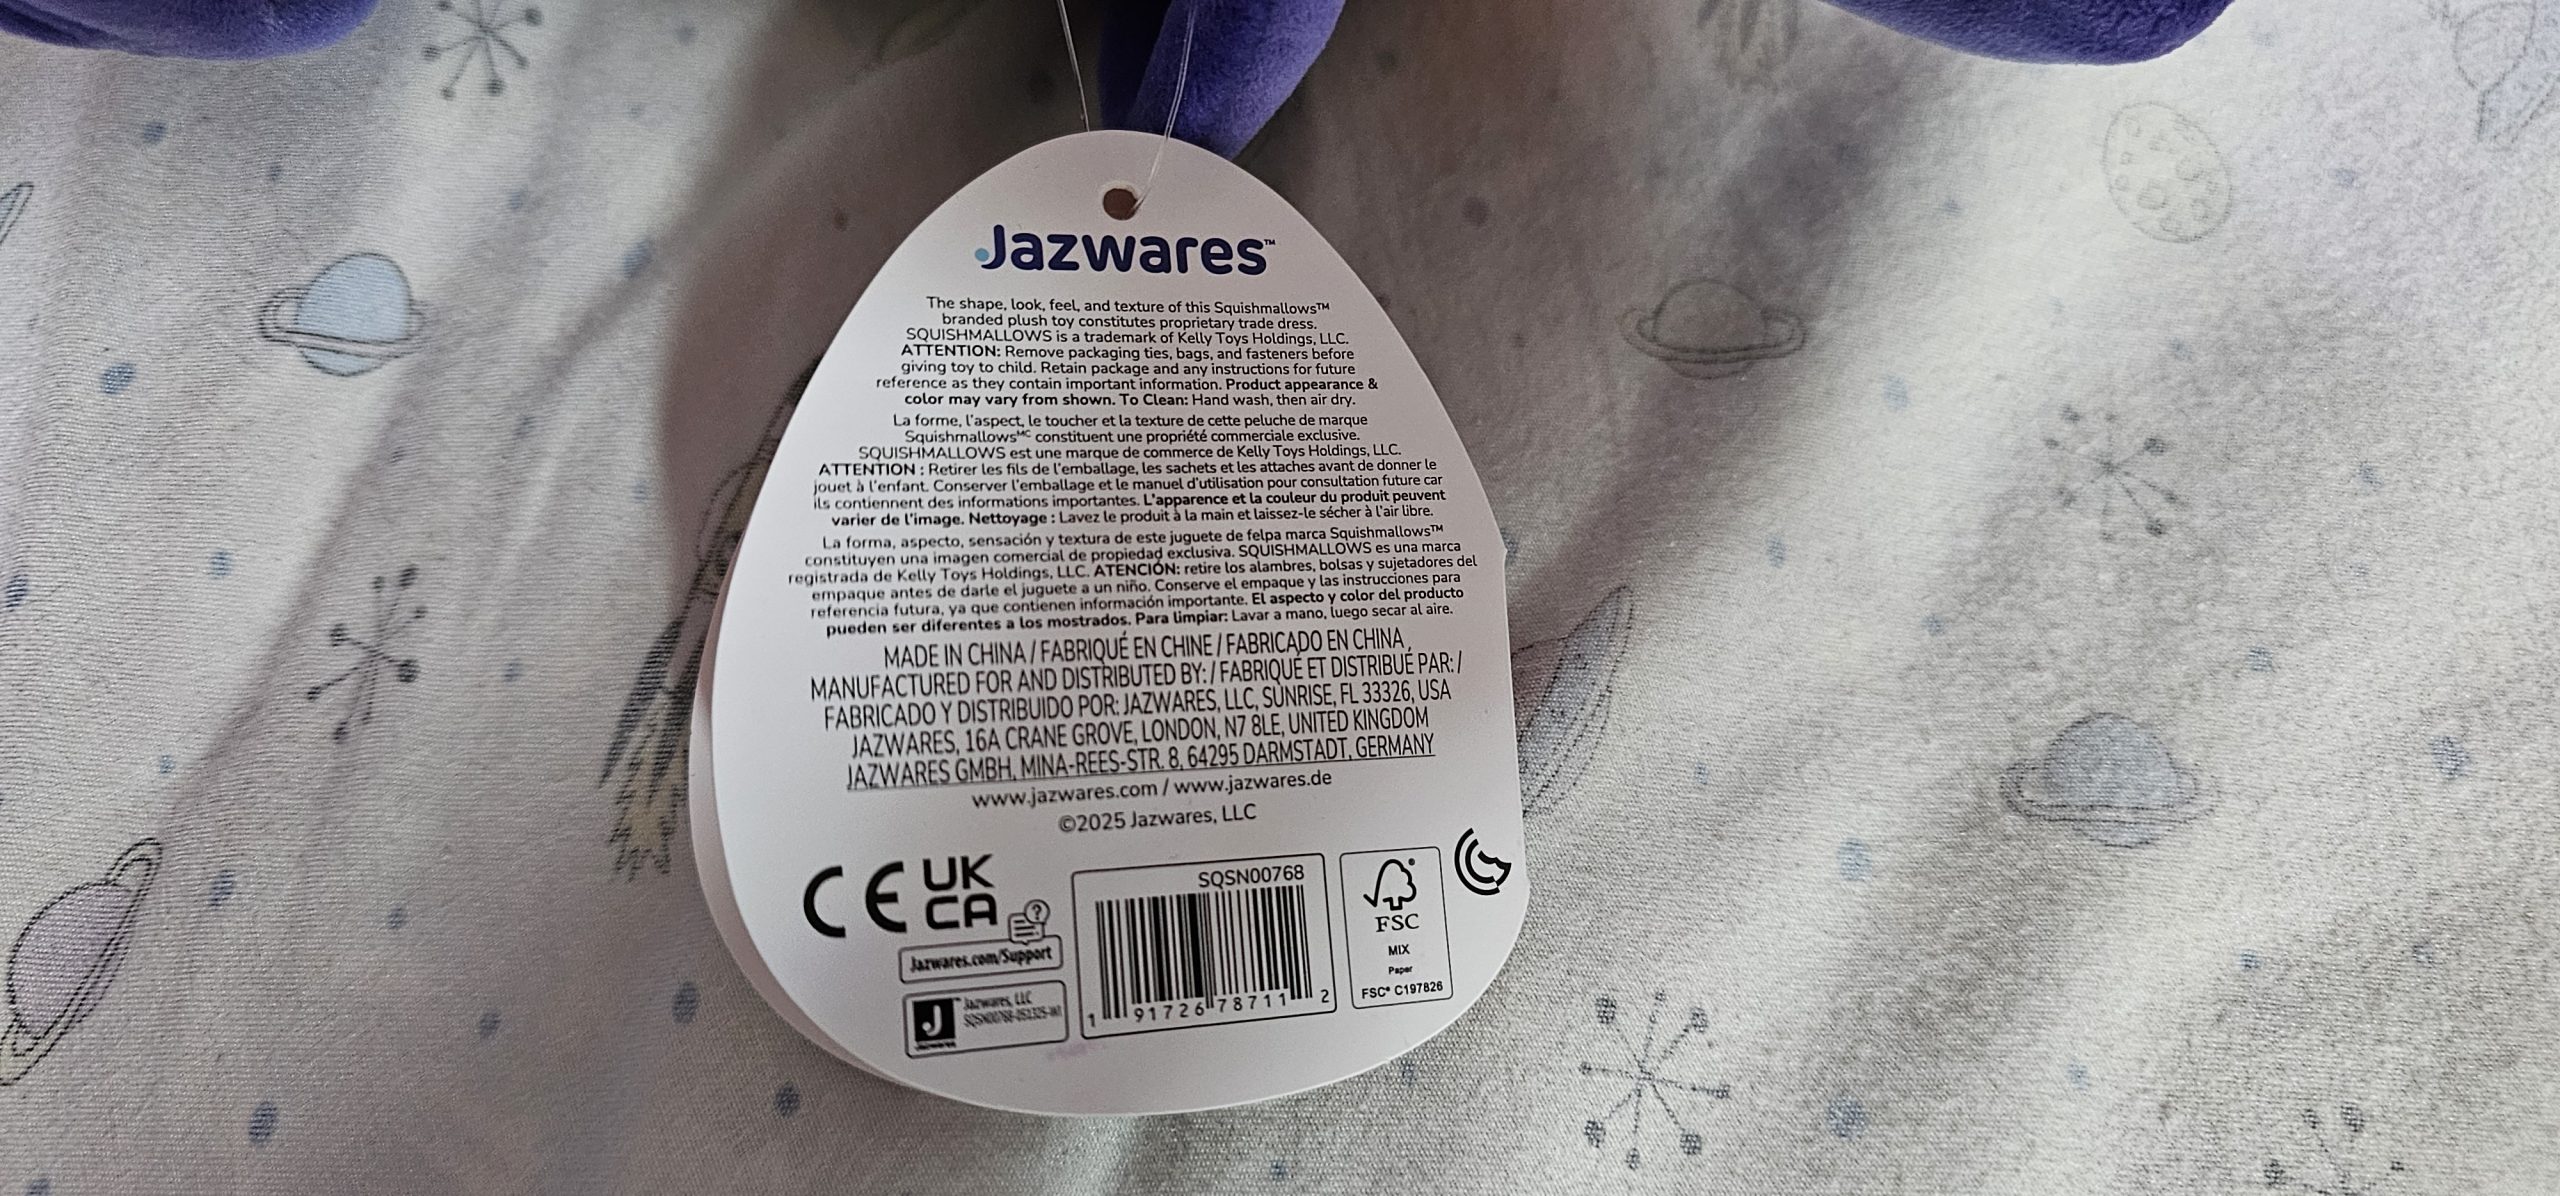 Jazwares™
The shape, look, feel, and texture of this Squishmallows™
branded plush toy constitutes proprietary trade dress.
SQUISHMALLOWS is a trademark of Kelly Toys Holdings, LLC.
ATTENTION: Remove packaging ties, bags, and fasteners before
giving toy to child. Retain package and any instructions for future
reference as they contain important information. Product appearance &
color may vary from shown. To Clean: Hand wash, then air dry.
La forme, l'aspect, le toucher et la texture de cette peluche de marque
Squishmallowsᴹᶜ constituent une propriété commerciale exclusive.
SQUISHMALLOWS est une marque de commerce de Kelly Toys Holdings, LLC.
ATTENTION : Retirer les fils de l'emballage, les sachets et les attaches avant de donner le
jouet à l'enfant. Conserver l'emballage et le manuel d'utilisation pour consultation future car
ils contiennent des informations importantes. L'apparence et la couleur du produit peuvent
varier de l'image. Nettoyage : Lavez le produit à la main et laissez-le sécher à l'air libre.
La forma, aspecto, sensación y textura de este juguete de felpa marca Squishmallows™
constituyen una imagen comercial de propiedad exclusiva. SQUISHMALLOWS es una marca
registrada de Kelly Toys Holdings, LLC. ATENCIÓN: retire los alambres, bolsas y sujetadores del
empaque antes de darle el juguete a un niño. Conserve el empaque y las instrucciones para
referencia futura, ya que contienen información importante. El aspecto y color del producto
pueden ser diferentes a los mostrados. Para limpiar: Lavar a mano, luego secar al aire.
MADE IN CHINA / FABRIQUÉ EN CHINE / FABRICADO EN CHINA
MANUFACTURED FOR AND DISTRIBUTED BY: / FABRIQUÉ ET DISTRIBUÉ PAR: /
FABRICADO Y DISTRIBUIDO POR: JAZWARES, LLC, SUNRISE, FL 33326, USA
JAZWARES, 16A CRANE GROVE, LONDON, N7 8LE, UNITED KINGDOM
JAZWARES GMBH, MINA-REES-STR. 8, 64295 DARMSTADT, GERMANY
www.jazwares.com / www.jazwares.de
©2025 Jazwares, LLC
CE
UK
CA
Jazwares.com/Support
J™ Jazwares, LLC
SQSN00768
1 91726 78711 2
FSC
MIX
Paper
FSC® C197826